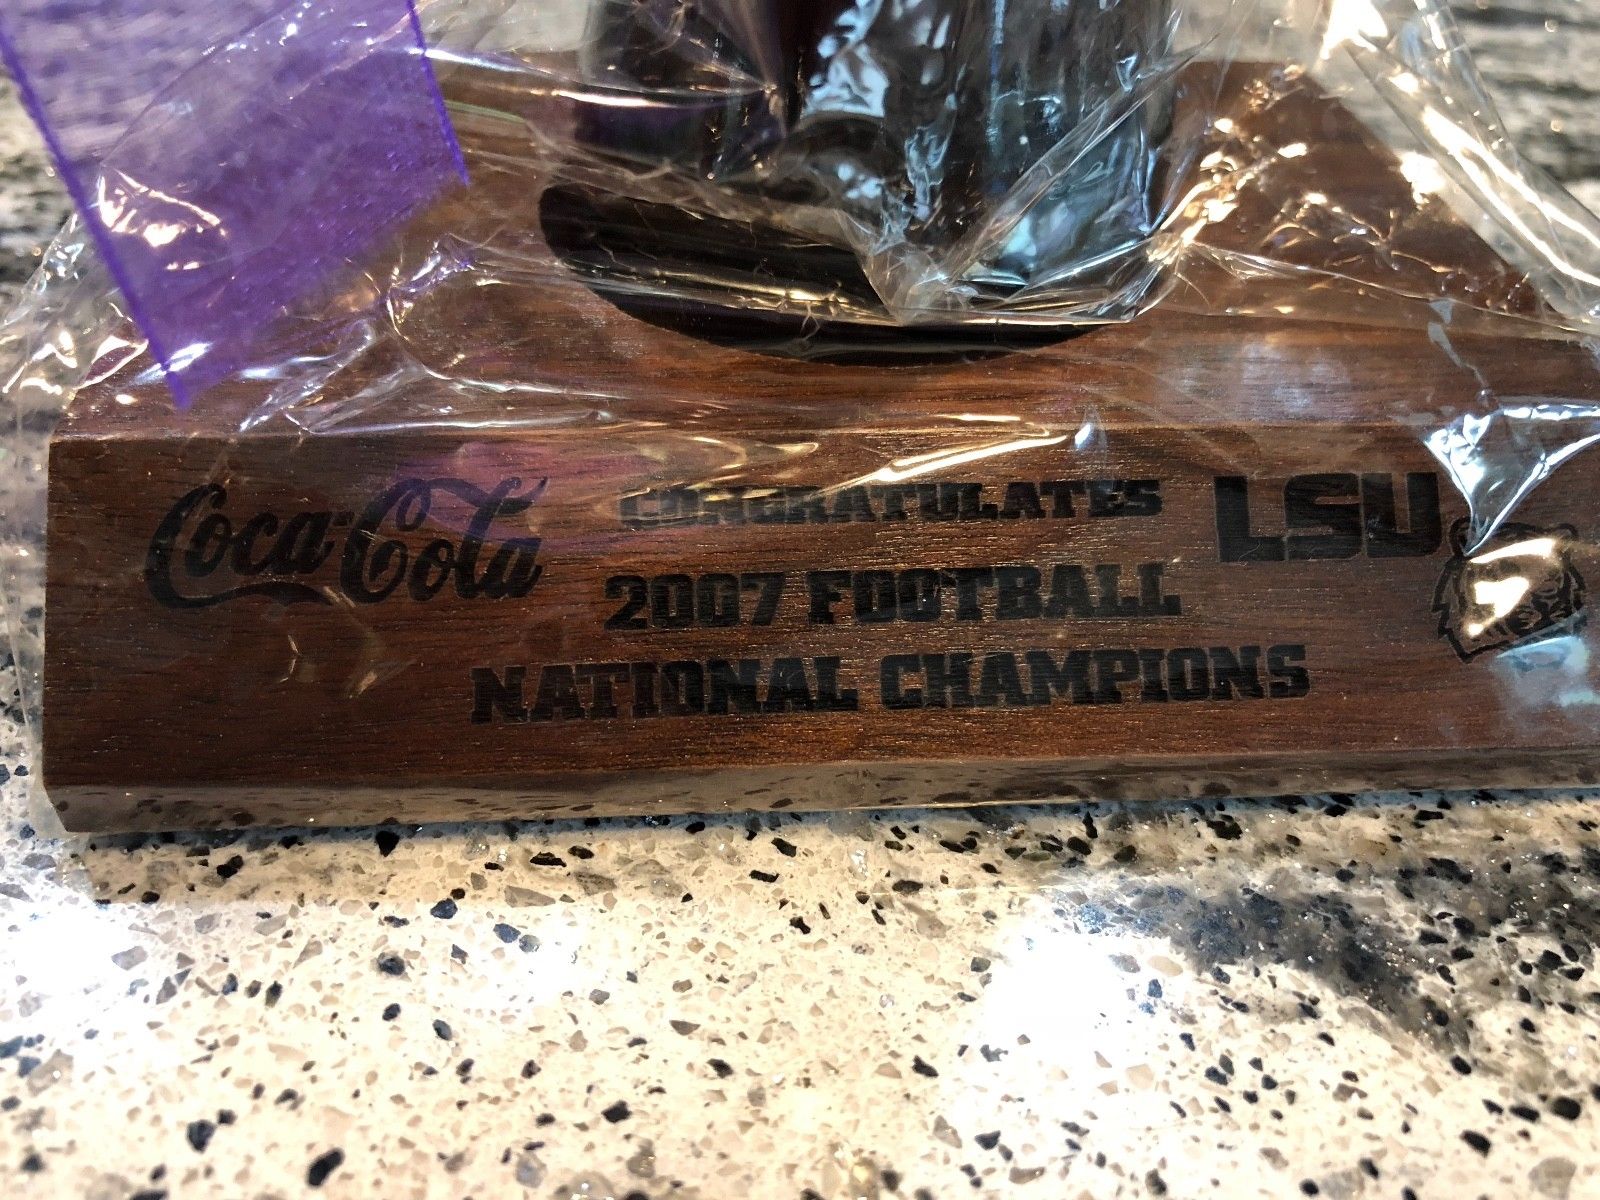 Coca-Cola CONGRATULATES LSU
2007 FOOTBALL
NATIONAL CHAMPIONS